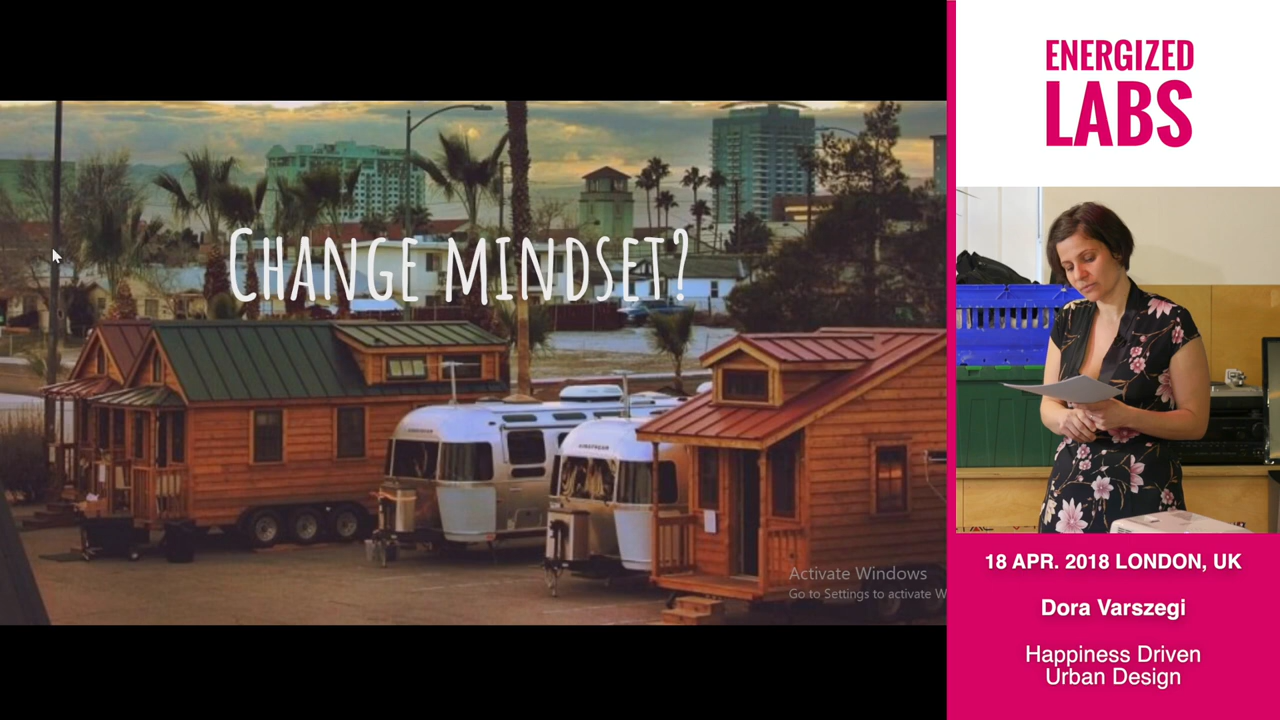 CHANGE MINDSET?
Activate Windows
Go to Settings to activate W
ENERGIZED
LABS
18 APR. 2018 LONDON, UK
Dora Varszegi
Happiness Driven
Urban Design